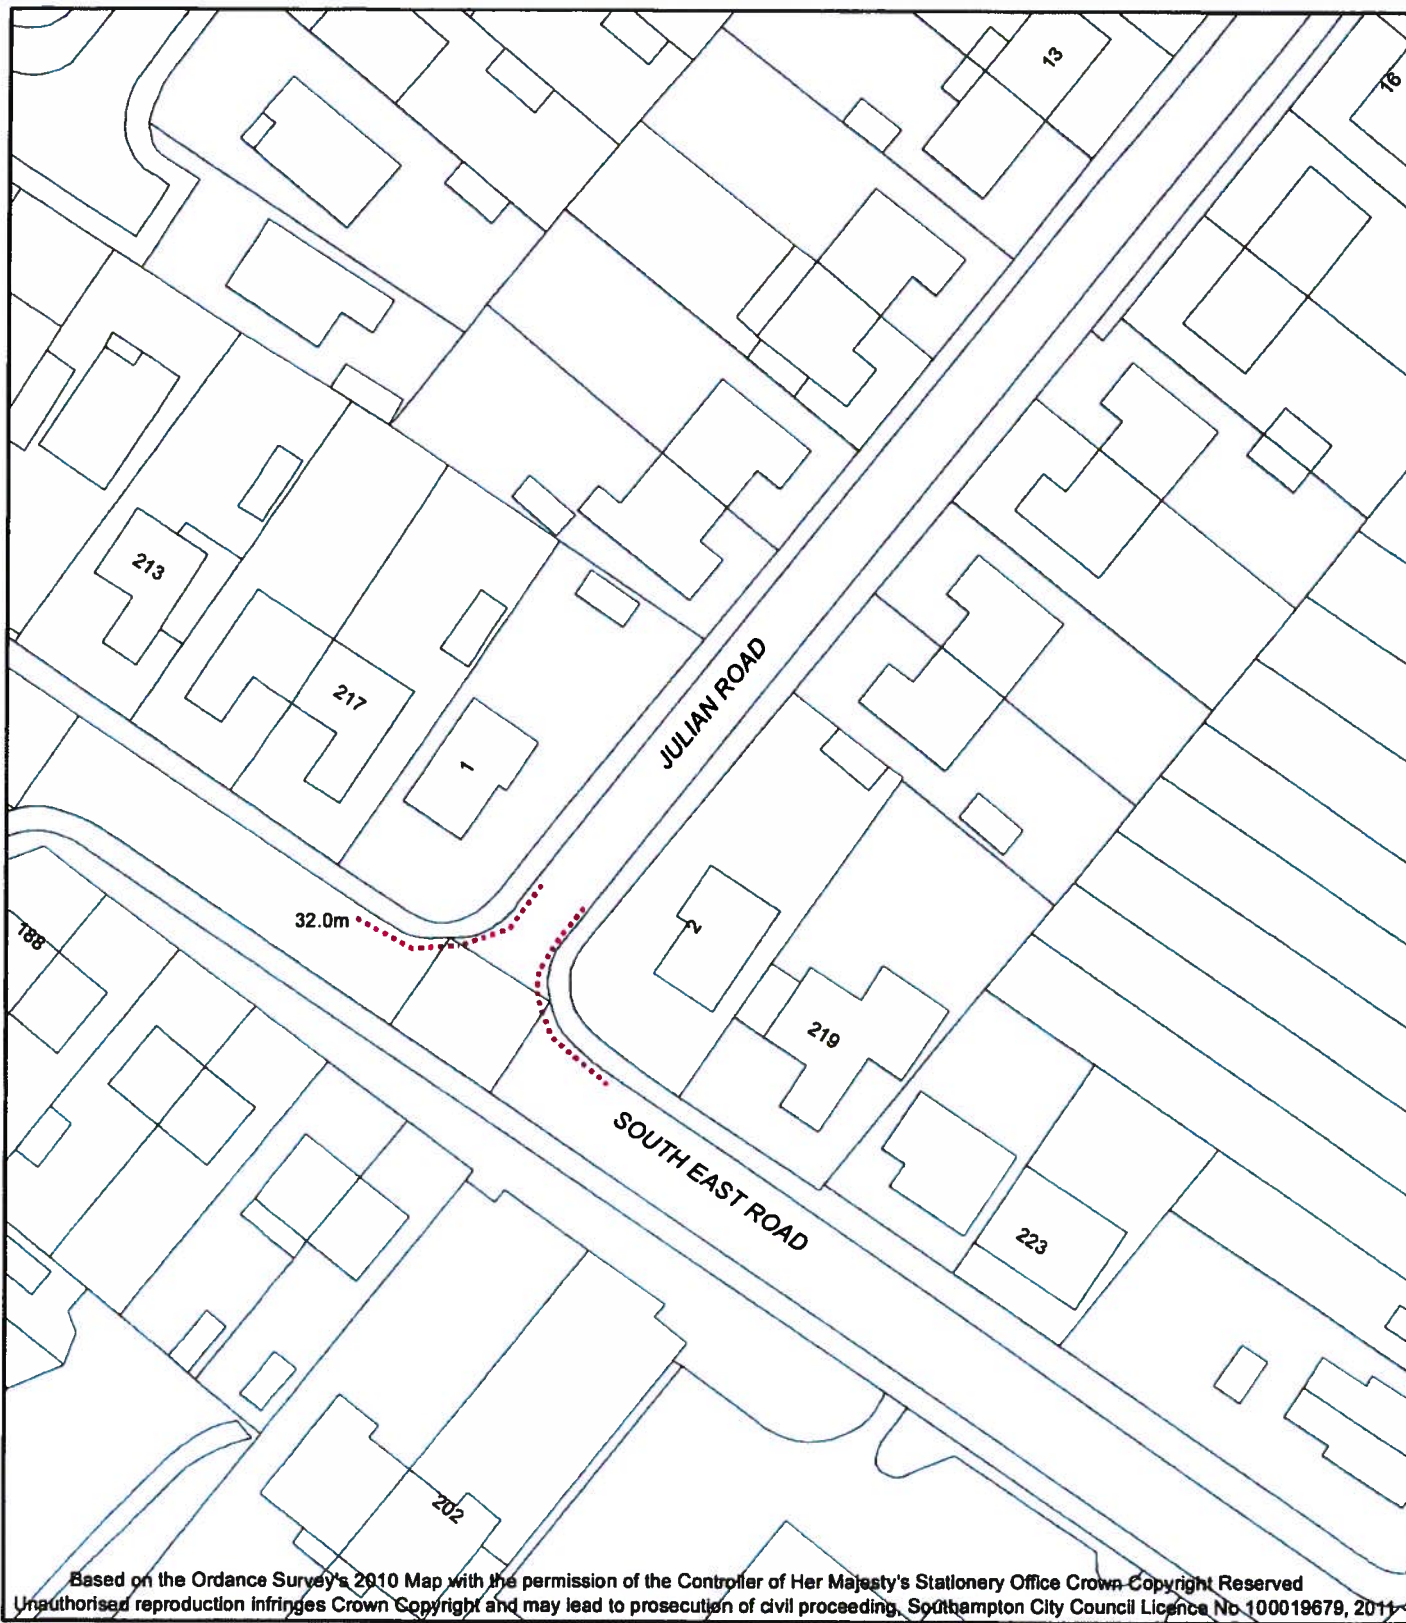 13
16
213
217
JULIAN ROAD
1
32.0m
188
2
219
SOUTH EAST ROAD
223
202
Based on the Ordance Survey's 2010 Map with the permission of the Controller of Her Majesty's Stationery Office Crown Copyright Reserved
Unauthorised reproduction infringes Crown Copyright and may lead to prosecution of civil proceeding, Southampton City Council Licence No 100019679, 2011